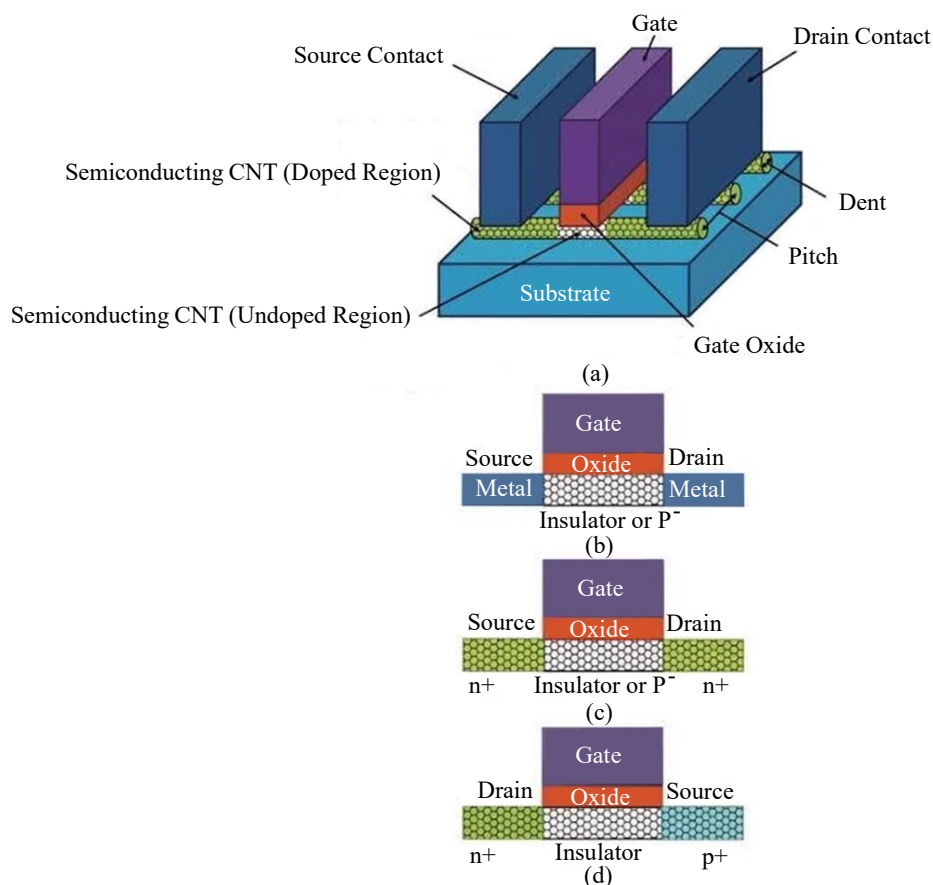 Gate
Drain Contact
Source Contact
Semiconducting CNT (Doped Region)
Dent
Pitch
Substrate
Semiconducting CNT (Undoped Region)
Gate Oxide
(a)
Gate
Source
Oxide
Drain
Metal
Metal
Insulator or P⁻
(b)
Gate
Source
Oxide
Drain
n+
Insulator or P⁻
n+
(c)
Gate
Drain
Oxide
Source
n+
Insulator
p+
(d)